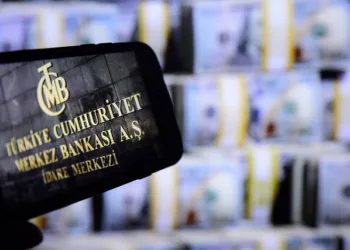 TCMB
TÜRKİYE CUMHURİYET
MERKEZ BANKASI A.Ş.
İDARE MERKEZİ